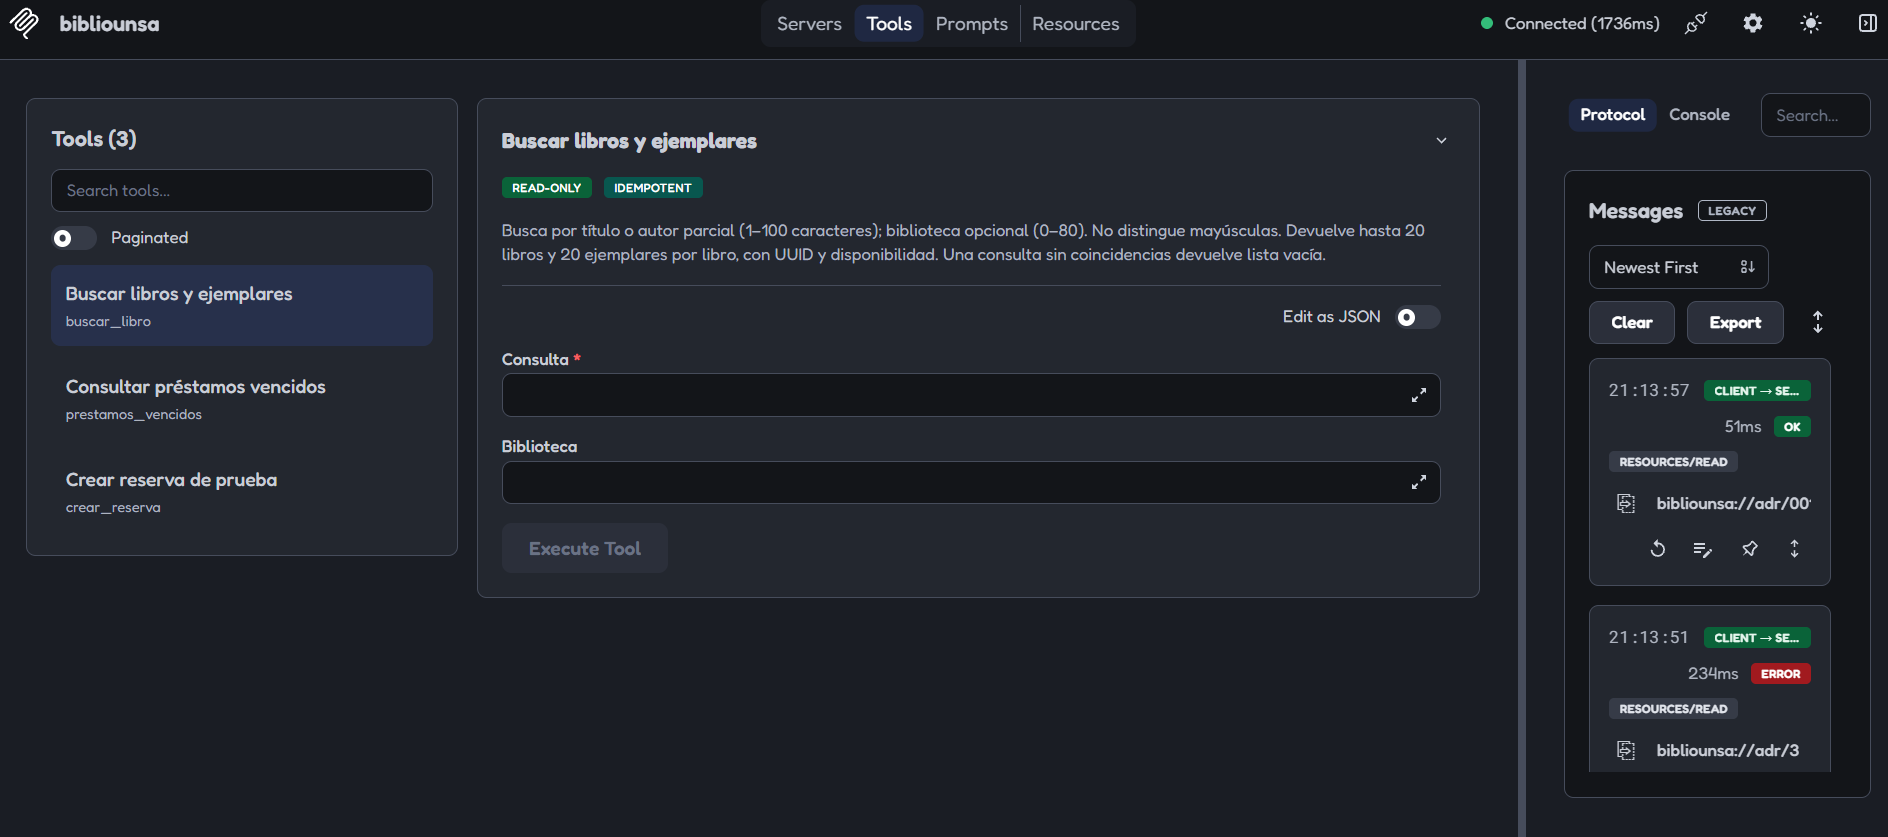 bibliounsa
Servers
Tools
Prompts
Resources
Connected (1736ms)
Tools (3)
Search tools...
Paginated
Buscar libros y ejemplares
buscar_libro
Consultar préstamos vencidos
prestamos_vencidos
Crear reserva de prueba
crear_reserva
Buscar libros y ejemplares
READ-ONLY
IDEMPOTENT
Busca por título o autor parcial (1–100 caracteres); biblioteca opcional (0–80). No distingue mayúsculas. Devuelve hasta 20
libros y 20 ejemplares por libro, con UUID y disponibilidad. Una consulta sin coincidencias devuelve lista vacía.
Edit as JSON
Consulta *
Biblioteca
Execute Tool
Protocol
Console
Search...
Messages
LEGACY
Newest First
Clear
Export
21:13:57
CLIENT → SE...
51ms
OK
RESOURCES/READ
bibliounsa://adr/00
21:13:51
CLIENT → SE...
234ms
ERROR
RESOURCES/READ
bibliounsa://adr/3